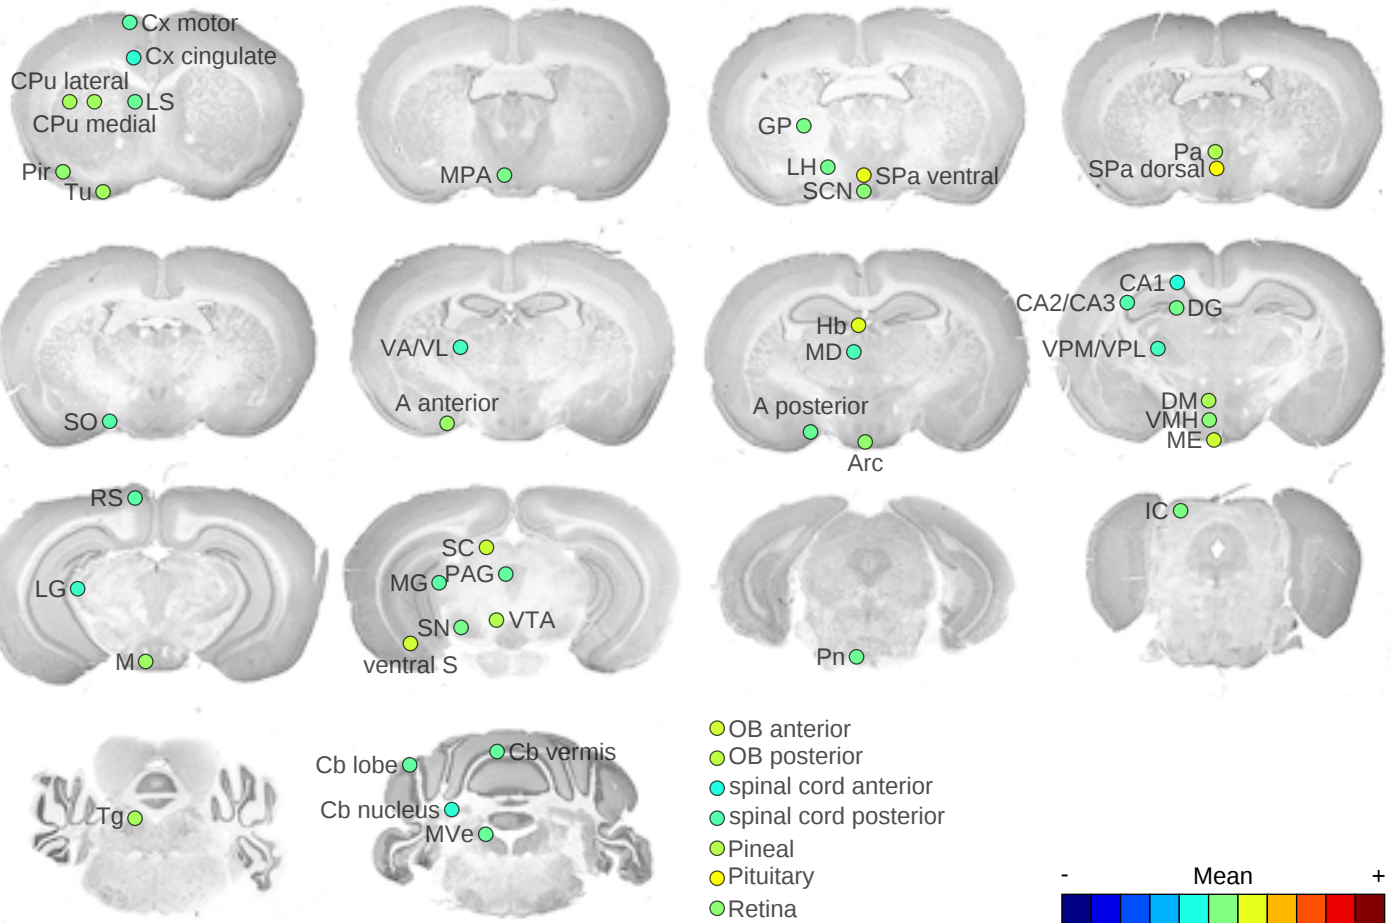 Cx motor
Cx cingulate
CPu lateral
LS
CPu medial
Pir
Tu
MPA
GP
LH
SPa ventral
SCN
Pa
SPa dorsal
SO
VA/VL
A anterior
Hb
MD
A posterior
Arc
CA1
CA2/CA3
DG
VPM/VPL
DM
VMH
ME
RS
LG
M
SC
MG
PAG
SN
VTA
ventral S
Pn
IC
Tg
Cb lobe
Cb vermis
Cb nucleus
MVe
OB anterior
OB posterior
spinal cord anterior
spinal cord posterior
Pineal
Pituitary
Retina
- Mean +